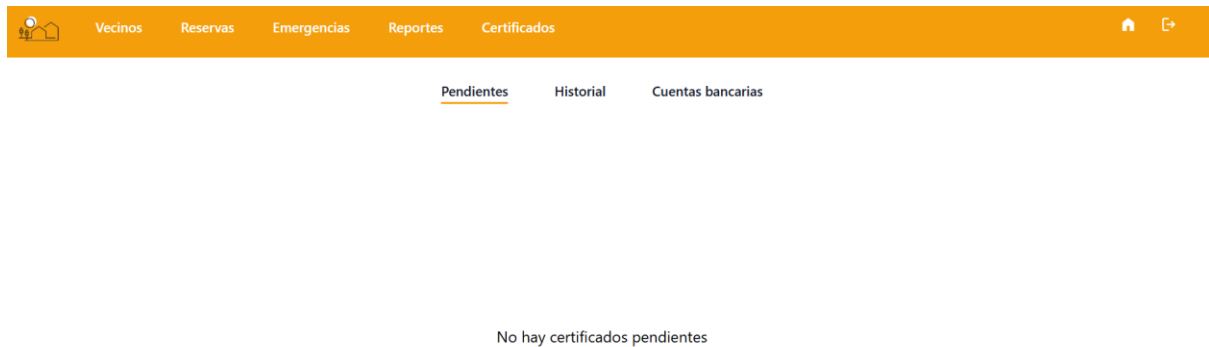 Vecinos Reservas Emergencias Reportes Certificados
Pendientes Historial Cuentas bancarias
No hay certificados pendientes